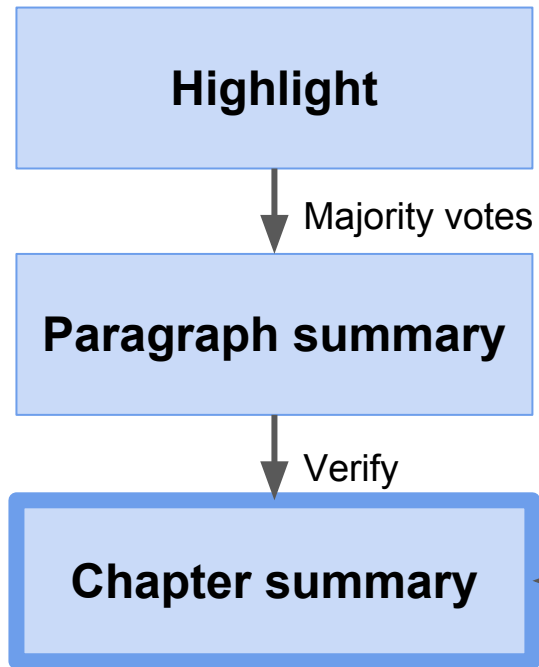 Highlight
Majority votes
Paragraph summary
Verify
Chapter summary